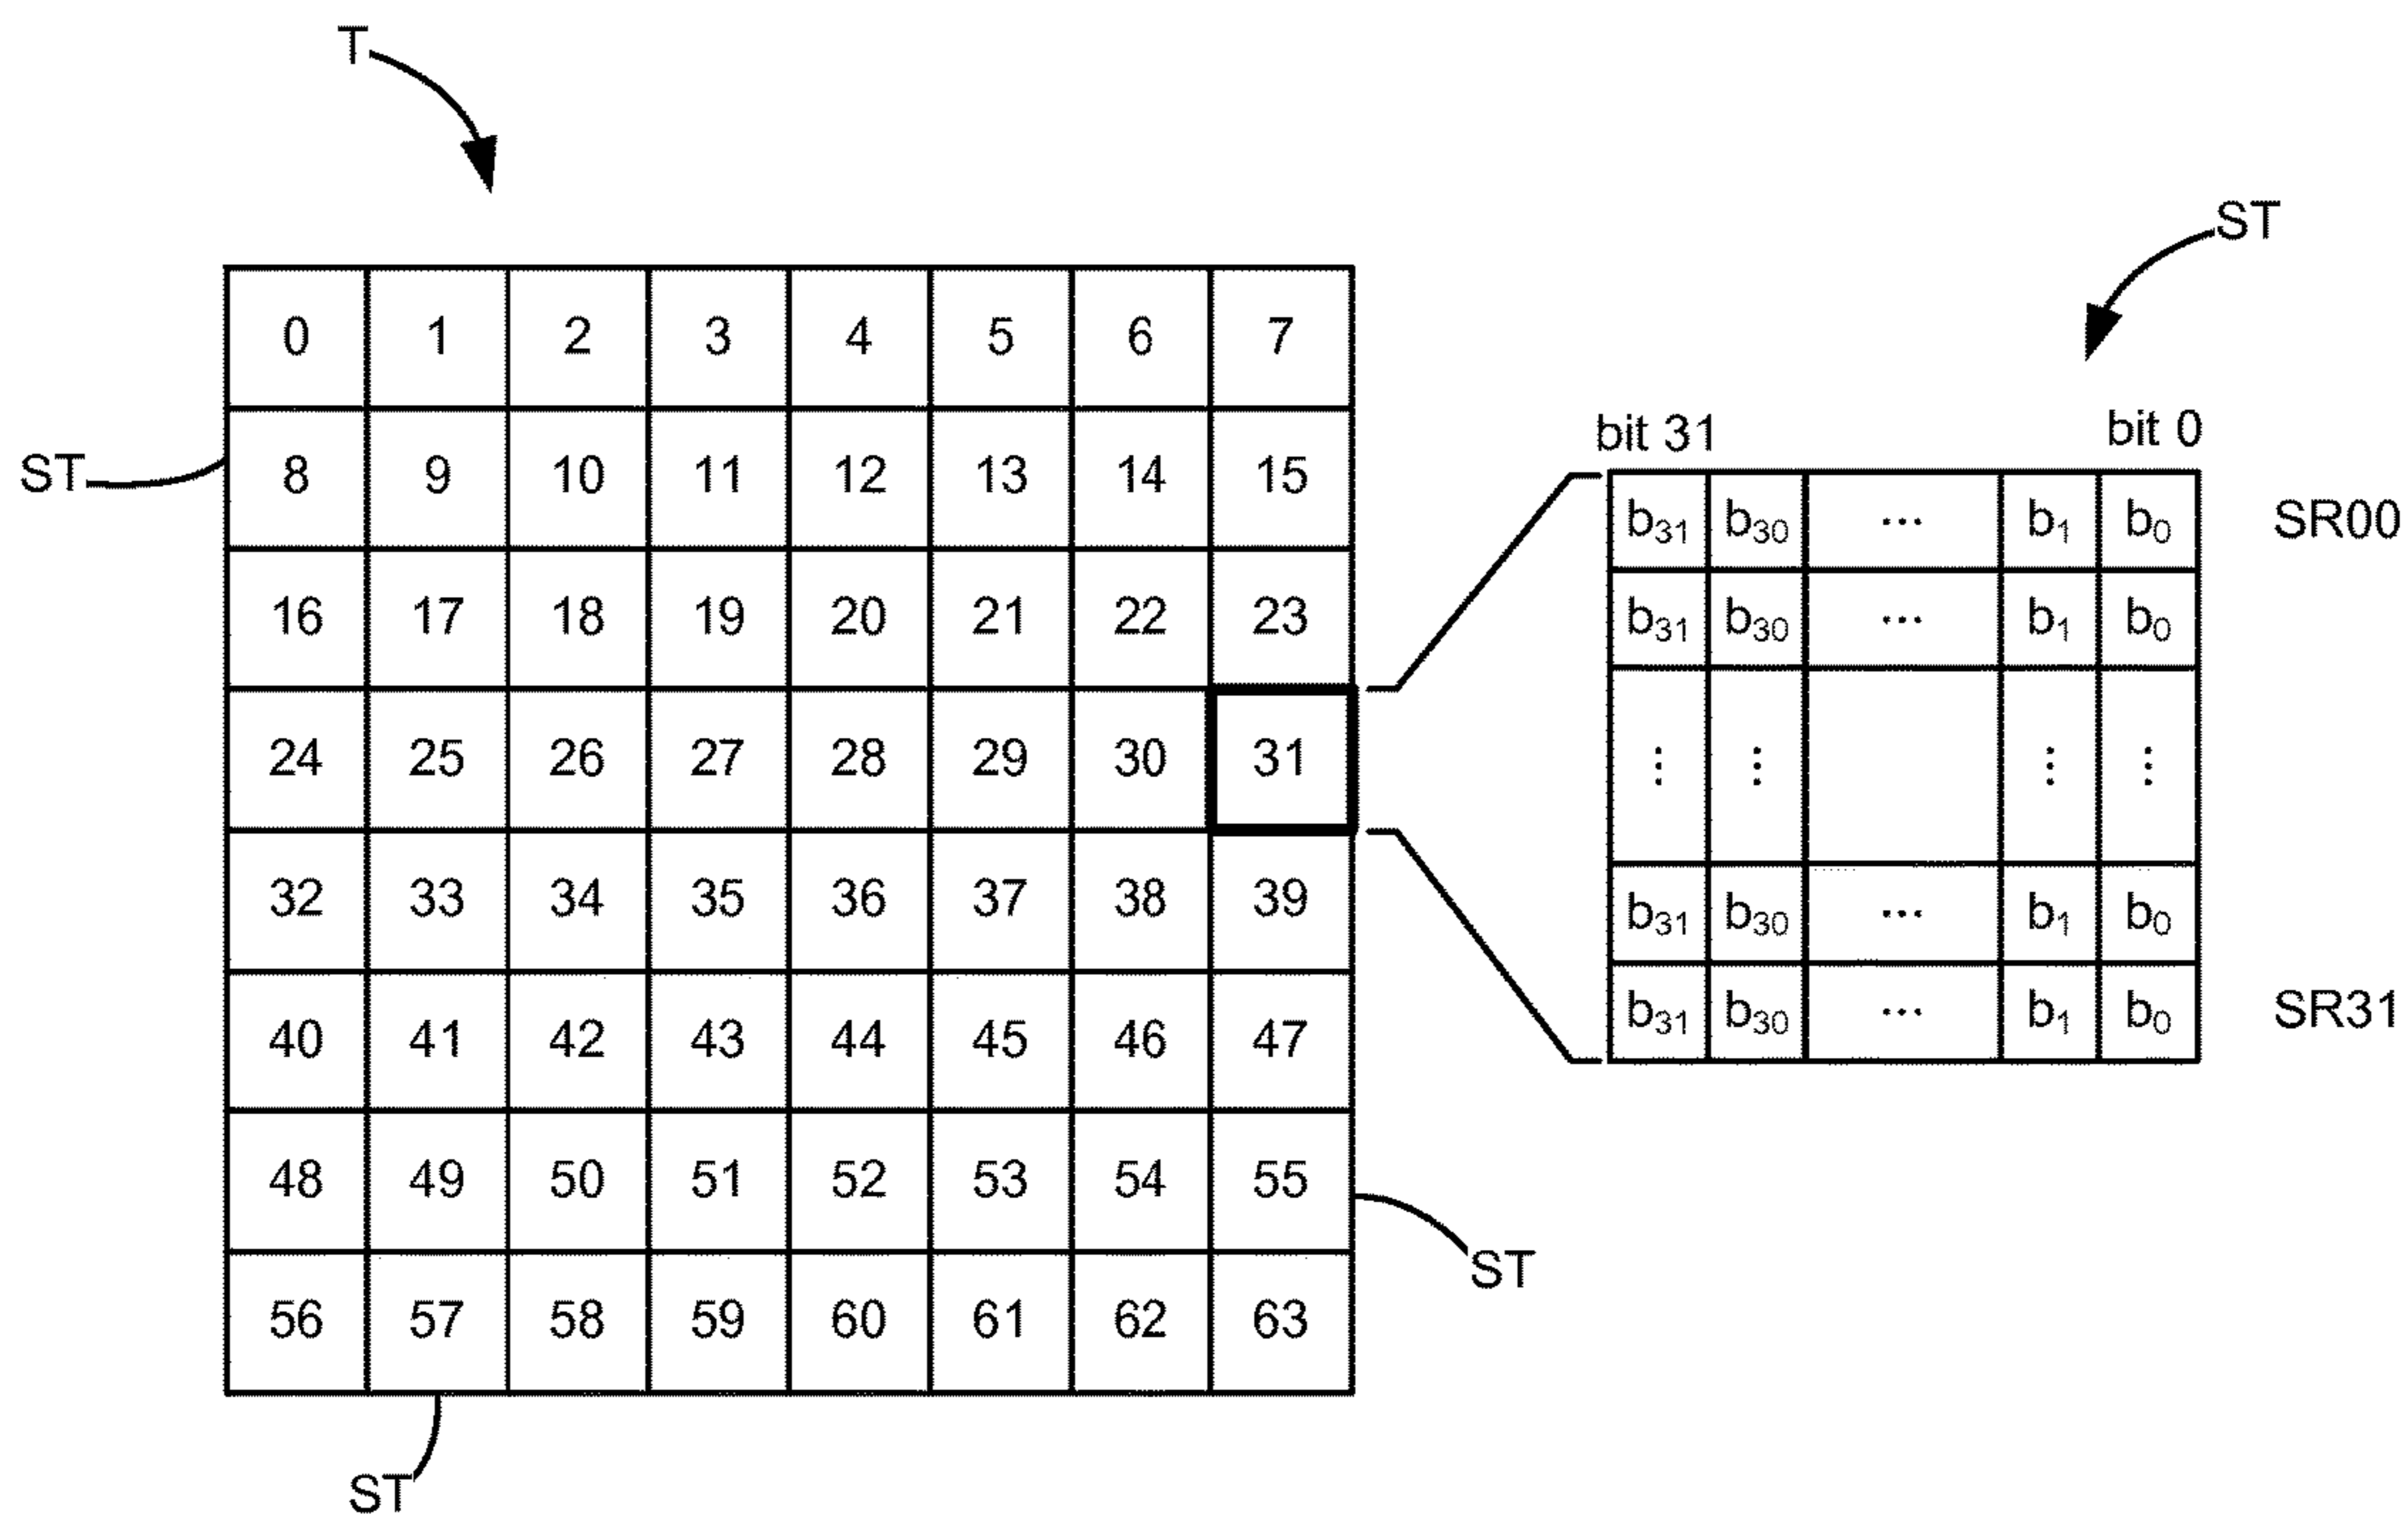 T
ST
0 1 2 3 4 5 6 7
bit 31 bit 0
ST 8 9 10 11 12 13 14 15
b31 b30 ... b1 b0 SR00
16 17 18 19 20 21 22 23
b31 b30 ... b1 b0
24 25 26 27 28 29 30 31
⋮ ⋮ ⋮ ⋮
32 33 34 35 36 37 38 39
b31 b30 ... b1 b0
40 41 42 43 44 45 46 47
b31 b30 ... b1 b0 SR31
48 49 50 51 52 53 54 55
ST
56 57 58 59 60 61 62 63
ST